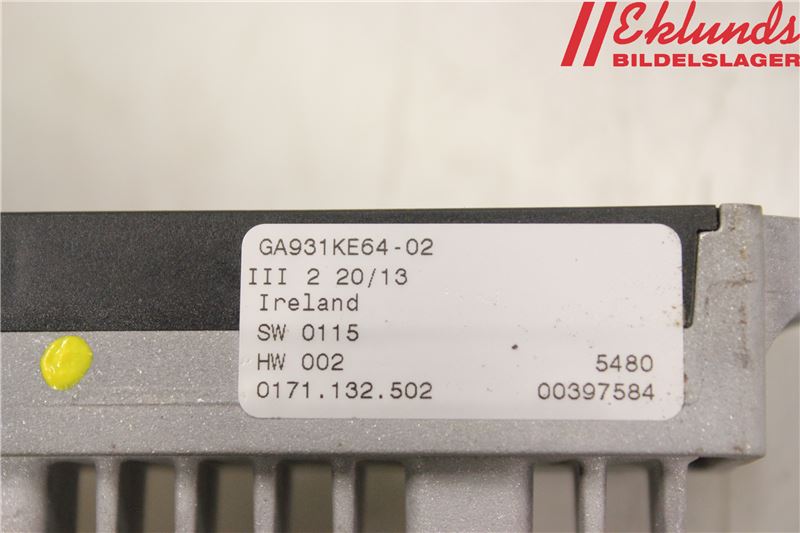 Eklunds
BILDELSLAGER
GA931KE64-02
III 2 20/13
Ireland
SW 0115
HW 002 5480
0171.132.502 00397584